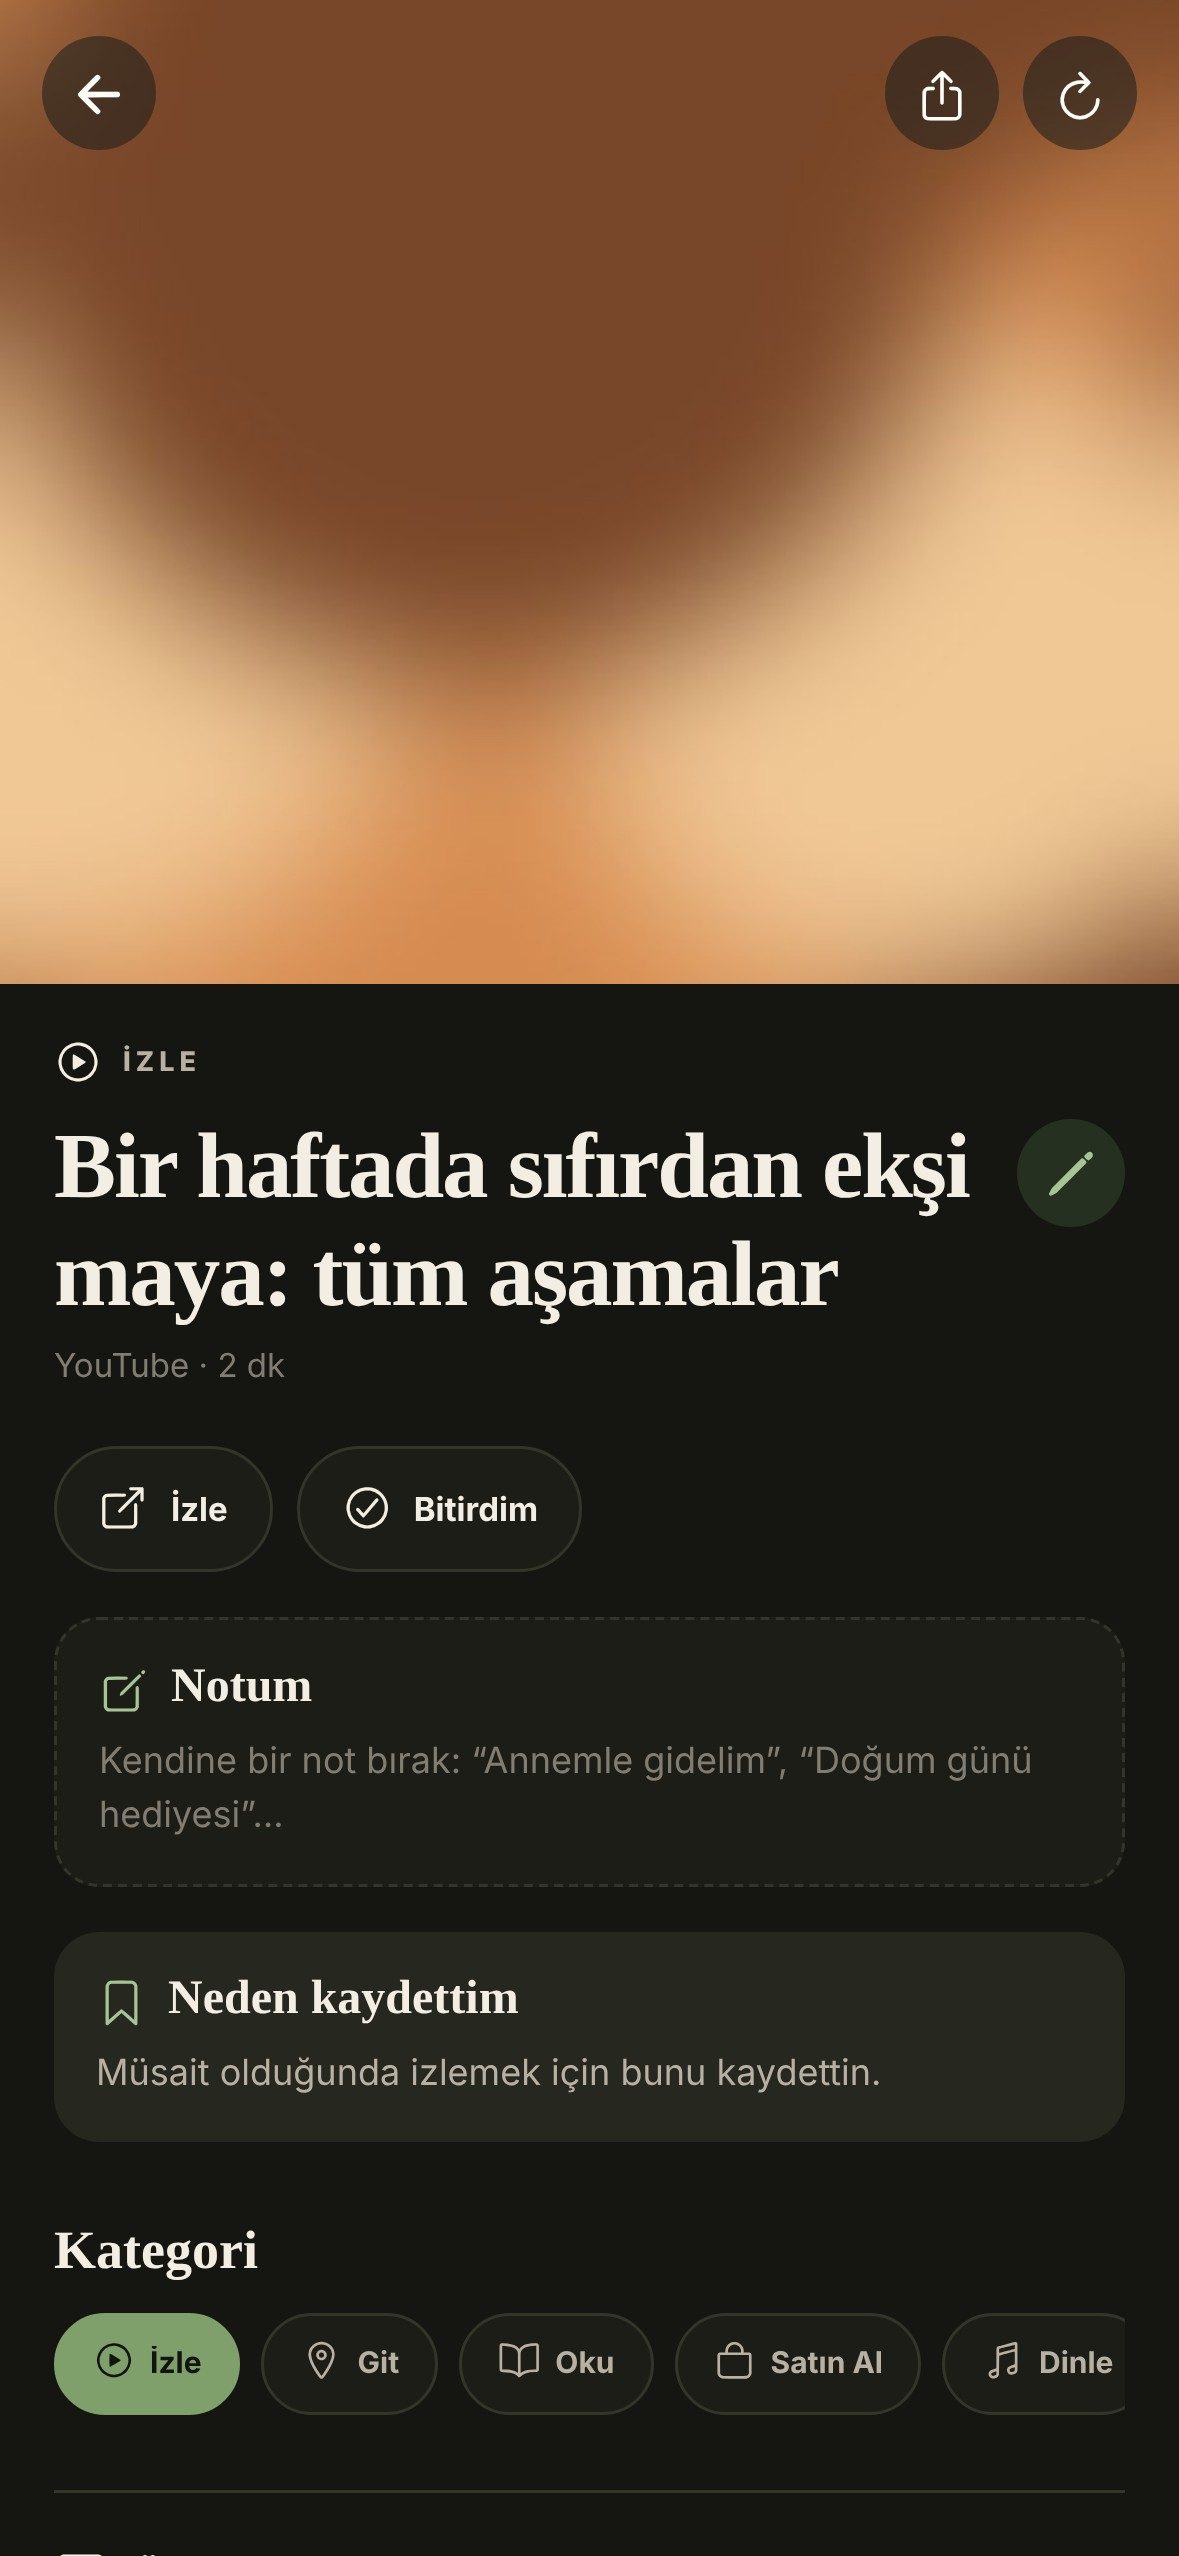 İZLE
Bir haftada sıfırdan ekşi
maya: tüm aşamalar
YouTube · 2 dk
İzle
Bitirdim
Notum
Kendine bir not bırak: “Annemle gidelim”, “Doğum günü
hediyesi”...
Neden kaydettim
Müsait olduğunda izlemek için bunu kaydettin.
Kategori
İzle
Git
Oku
Satın Al
Dinle